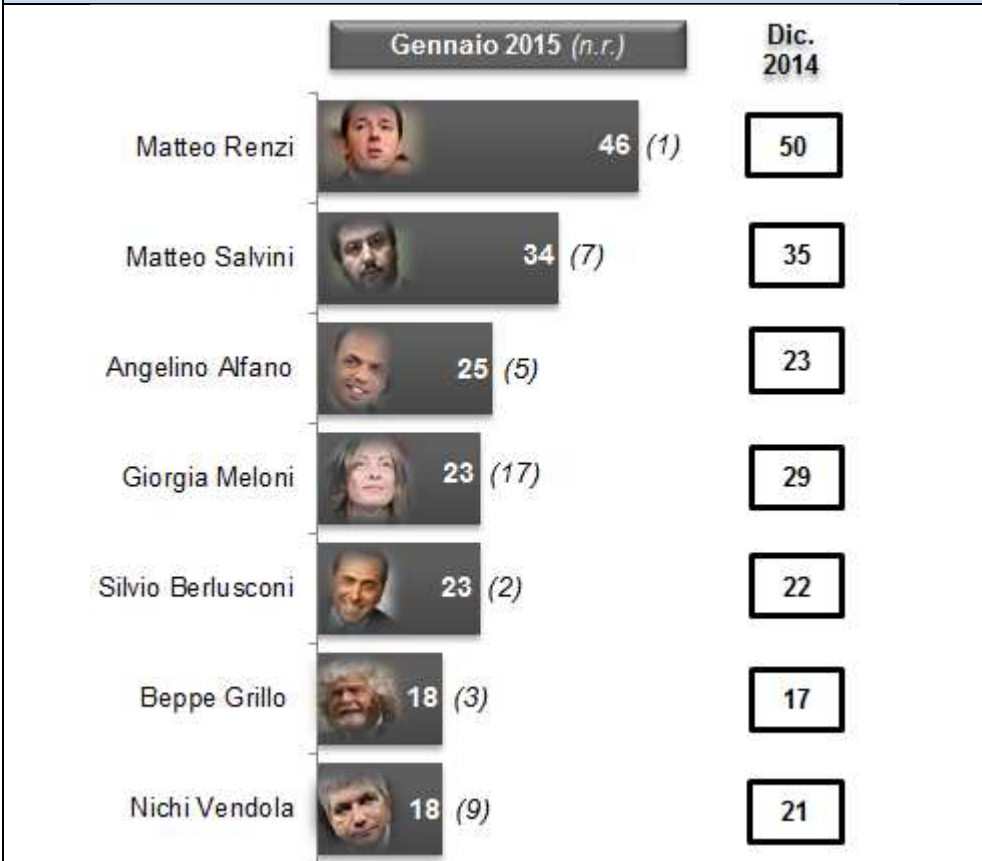 Gennaio 2015 (n.r.)
Dic.
2014
Matteo Renzi 46 (1) 50
Matteo Salvini 34 (7) 35
Angelino Alfano 25 (5) 23
Giorgia Meloni 23 (17) 29
Silvio Berlusconi 23 (2) 22
Beppe Grillo 18 (3) 17
Nichi Vendola 18 (9) 21